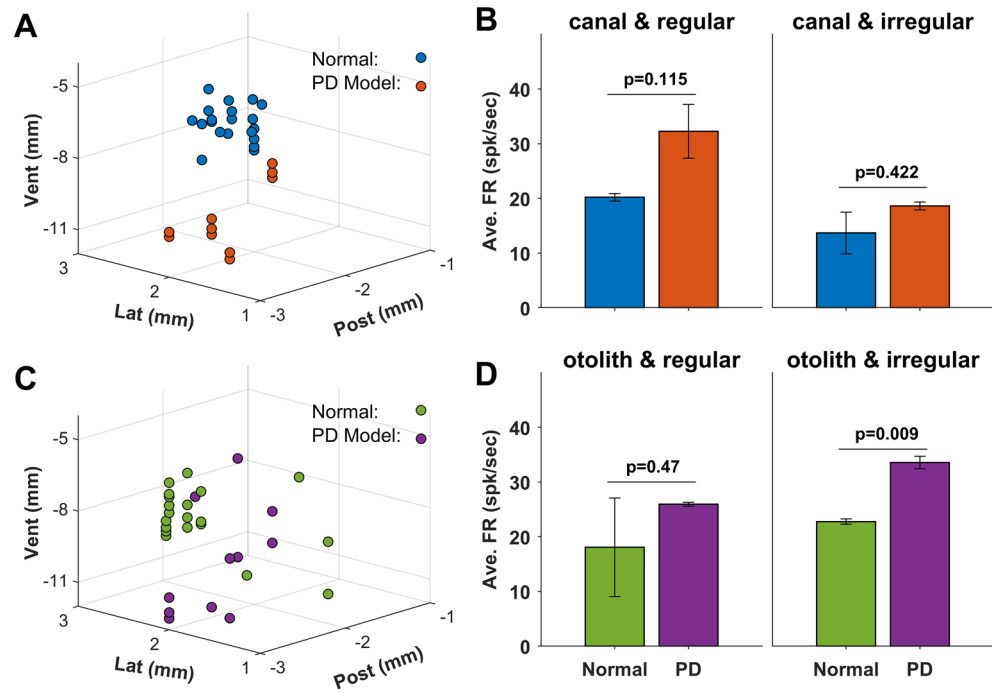 A
Normal:
PD Model:
-5
-8
-11
Vent (mm)
3
2
1
Lat (mm)
-3
-2
-1
Post (mm)
B
canal & regular
canal & irregular
p=0.115
p=0.422
40
30
20
10
0
Ave. FR (spk/sec)
C
Normal:
PD Model:
-5
-8
-11
Vent (mm)
3
2
1
Lat (mm)
-3
-2
-1
Post (mm)
D
otolith & regular
otolith & irregular
p=0.47
p=0.009
40
30
20
10
0
Ave. FR (spk/sec)
Normal PD Normal PD